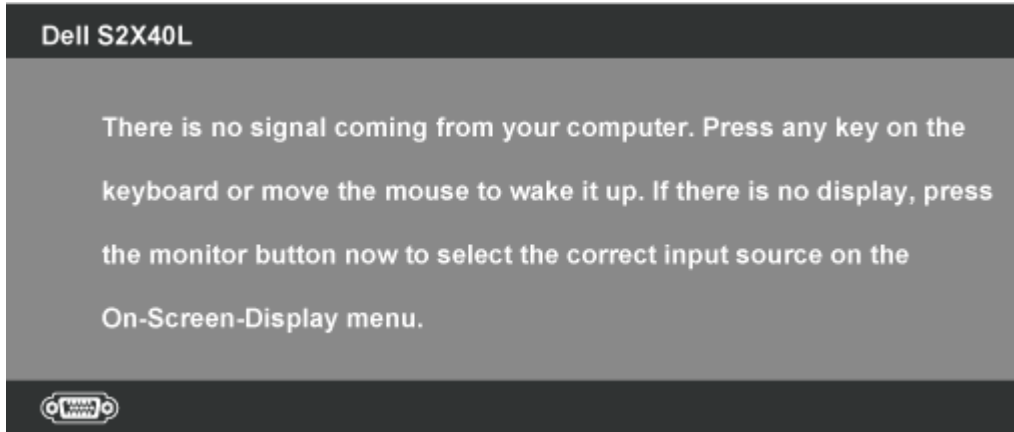 Dell S2X40L
There is no signal coming from your computer. Press any key on the
keyboard or move the mouse to wake it up. If there is no display, press
the monitor button now to select the correct input source on the
On-Screen-Display menu.